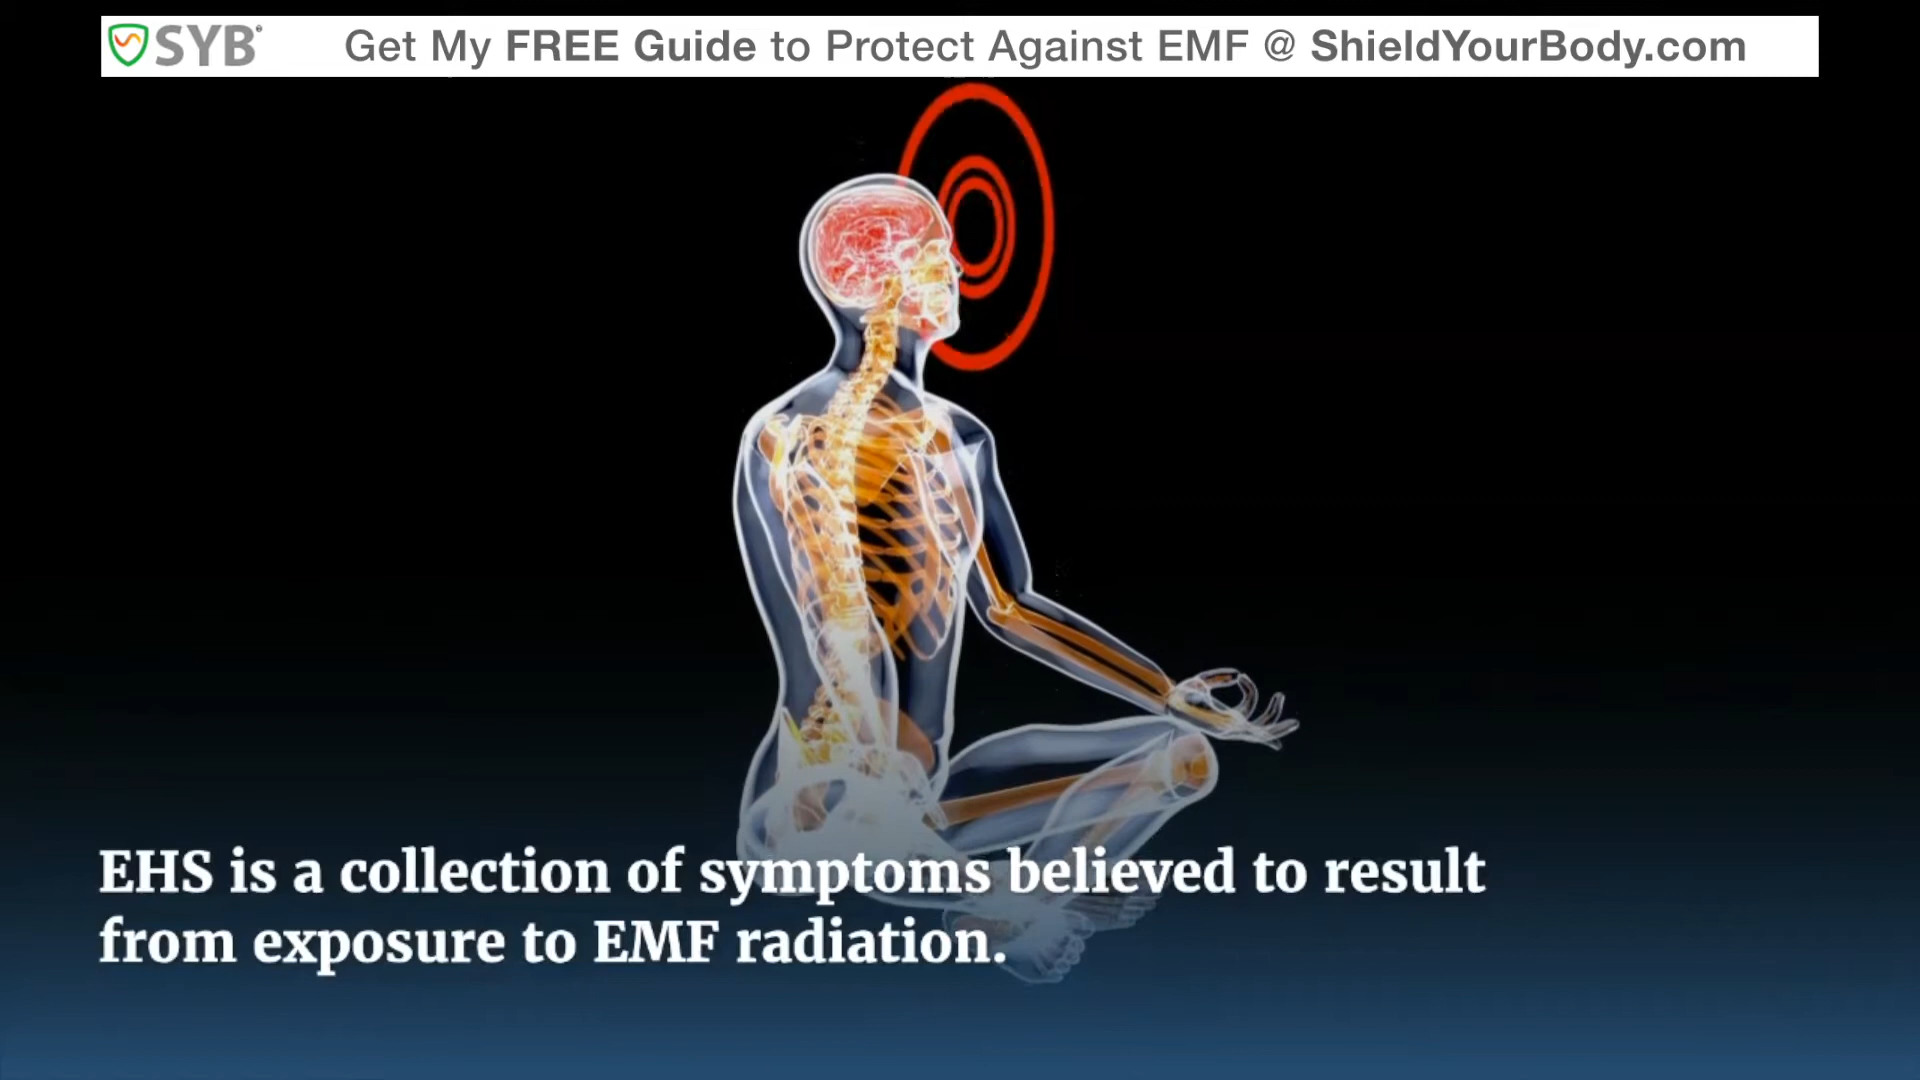 SYB®
Get My FREE Guide to Protect Against EMF @ ShieldYourBody.com
EHS is a collection of symptoms believed to result
from exposure to EMF radiation.